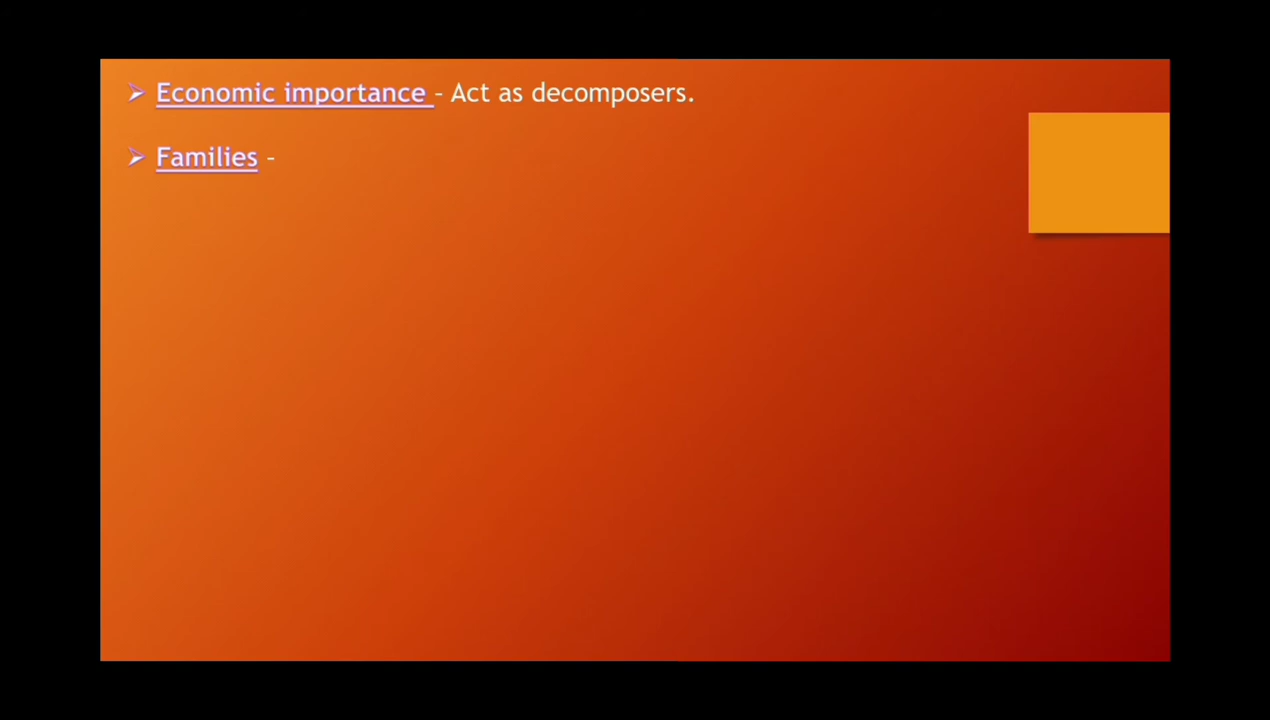 ➢ Economic importance – Act as decomposers.
➢ Families –